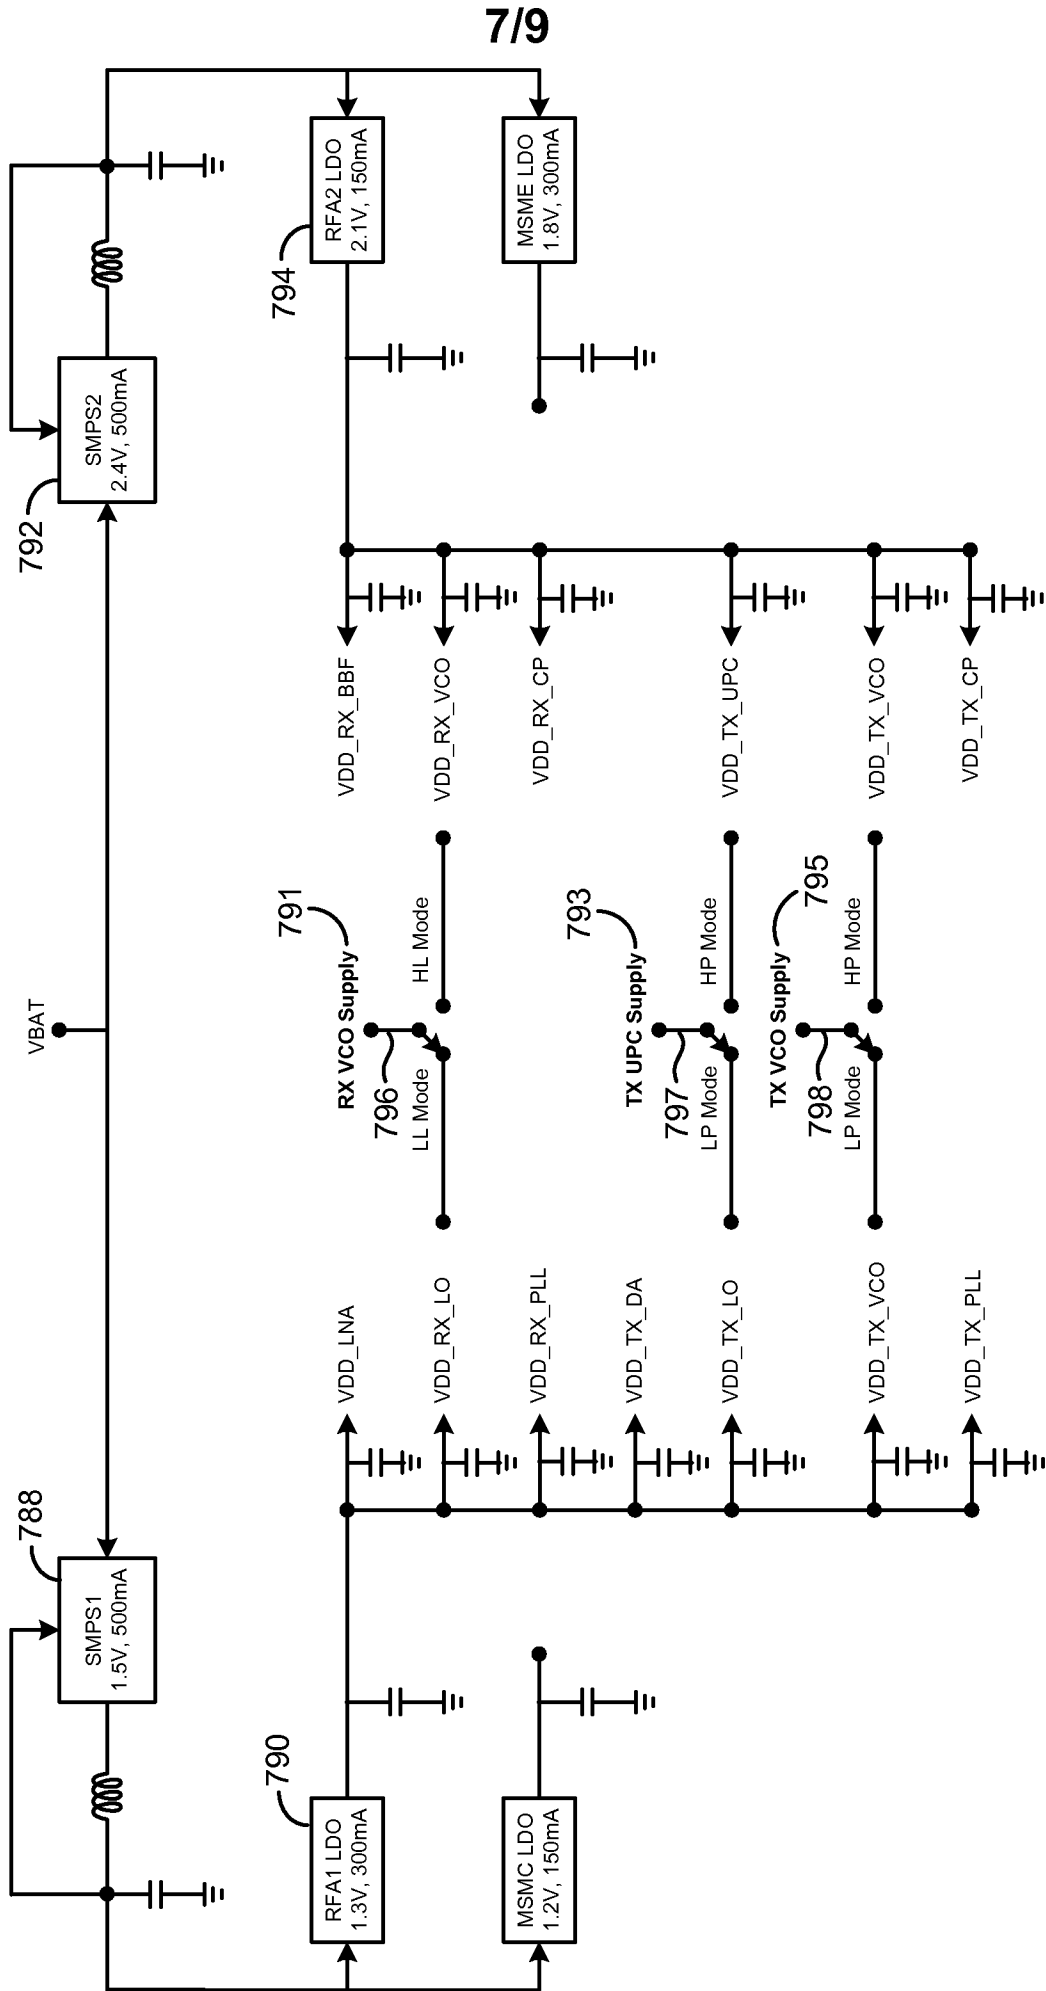 7/9
VBAT
788
SMPS1
1.5V, 500mA
792
SMPS2
2.4V, 500mA
790
RFA1 LDO
1.3V, 300mA
MSMC LDO
1.2V, 150mA
794
RFA2 LDO
2.1V, 150mA
MSME LDO
1.8V, 300mA
VDD_LNA
VDD_RX_LO
VDD_RX_PLL
VDD_TX_DA
VDD_TX_LO
VDD_TX_VCO
VDD_TX_PLL
791
RX VCO Supply
796
LL Mode
HL Mode
793
TX UPC Supply
797
LP Mode
HP Mode
795
TX VCO Supply
798
LP Mode
HP Mode
VDD_RX_BBF
VDD_RX_VCO
VDD_RX_CP
VDD_TX_UPC
VDD_TX_VCO
VDD_TX_CP